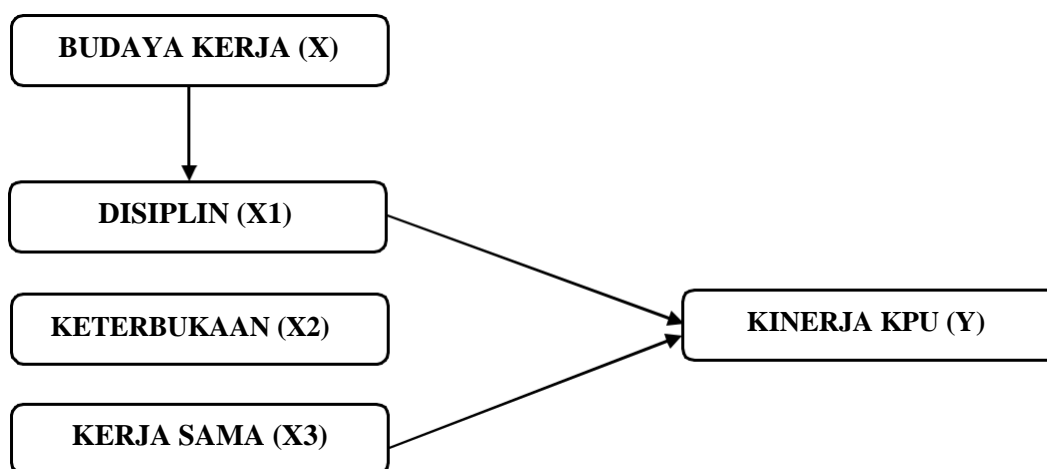 BUDAYA KERJA (X)
DISIPLIN (X1)
KETERBUKAAN (X2)
KINERJA KPU (Y)
KERJA SAMA (X3)